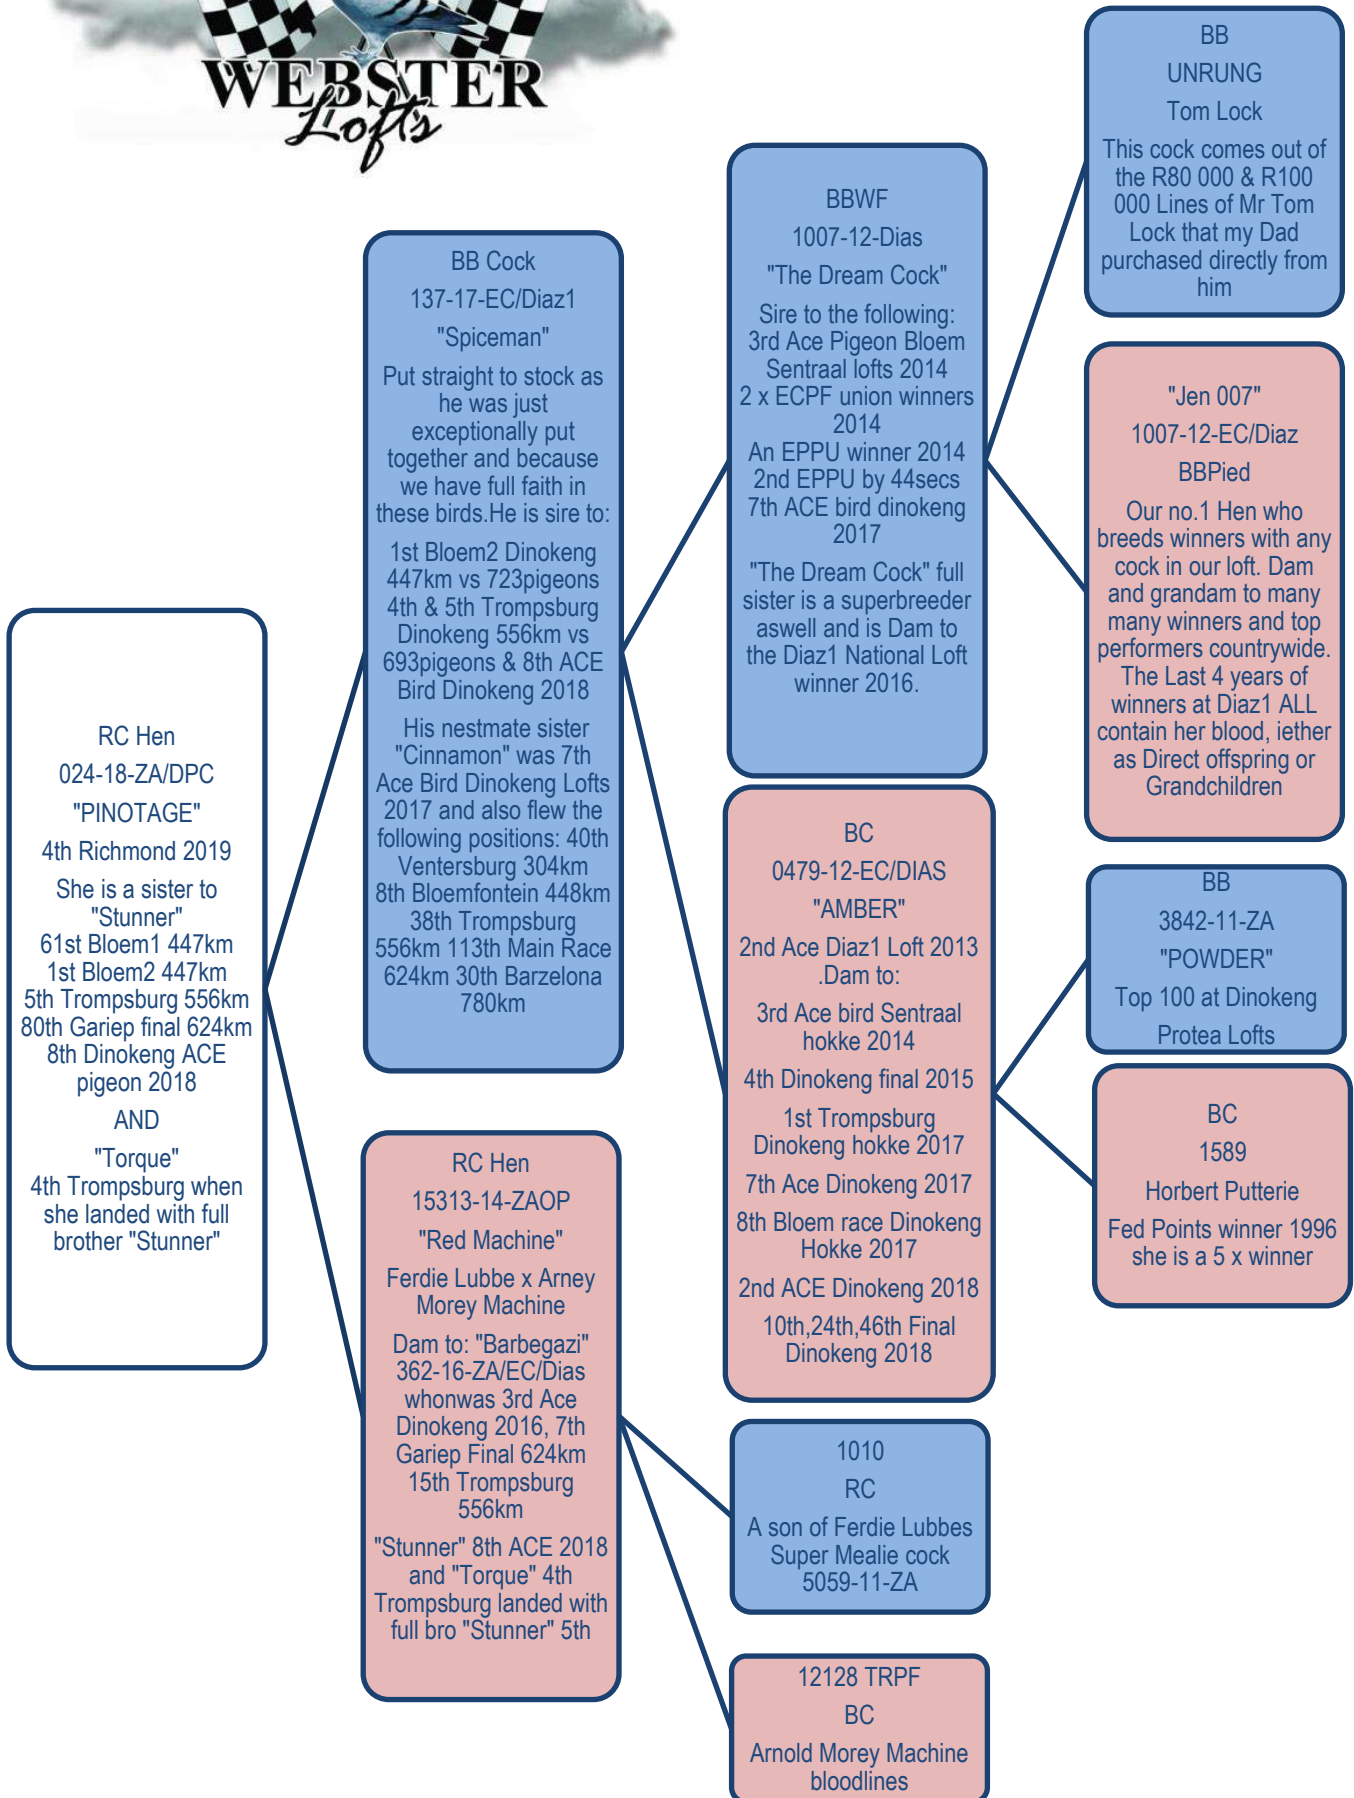 WEBSTER
Lofts
RC Hen
024-18-ZA/DPC
"PINOTAGE"
4th Richmond 2019
She is a sister to
"Stunner"
61st Bloem1 447km
1st Bloem2 447km
5th Trompsburg 556km
80th Gariep final 624km
8th Dinokeng ACE
pigeon 2018
AND
"Torque"
4th Trompsburg when
she landed with full
brother "Stunner"
BB Cock
137-17-EC/Diaz1
"Spiceman"
Put straight to stock as
he was just
exceptionally put
together and because
we have full faith in
these birds.He is sire to:
1st Bloem2 Dinokeng
447km vs 723pigeons
4th & 5th Trompsburg
Dinokeng 556km vs
693pigeons & 8th ACE
Bird Dinokeng 2018
His nestmate sister
"Cinnamon" was 7th
Ace Bird Dinokeng Lofts
2017 and also flew the
following positions: 40th
Ventersburg 304km
8th Bloemfontein 448km
38th Trompsburg
556km 113th Main Race
624km 30th Barzelona
780km
RC Hen
15313-14-ZAOP
"Red Machine"
Ferdie Lubbe x Arney
Morey Machine
Dam to: "Barbegazi"
362-16-ZA/EC/Dias
whonwas 3rd Ace
Dinokeng 2016, 7th
Gariep Final 624km
15th Trompsburg
556km
"Stunner" 8th ACE 2018
and "Torque" 4th
Trompsburg landed with
full bro "Stunner" 5th
BBWF
1007-12-Dias
"The Dream Cock"
Sire to the following:
3rd Ace Pigeon Bloem
Sentraal lofts 2014
2 x ECPF union winners
2014
An EPPU winner 2014
2nd EPPU by 44secs
7th ACE bird dinokeng
2017
"The Dream Cock" full
sister is a superbreeder
aswell and is Dam to
the Diaz1 National Loft
winner 2016.
BC
0479-12-EC/DIAS
"AMBER"
2nd Ace Diaz1 Loft 2013
.Dam to:
3rd Ace bird Sentraal
hokke 2014
4th Dinokeng final 2015
1st Trompsburg
Dinokeng hokke 2017
7th Ace Dinokeng 2017
8th Bloem race Dinokeng
Hokke 2017
2nd ACE Dinokeng 2018
10th,24th,46th Final
Dinokeng 2018
1010
RC
A son of Ferdie Lubbes
Super Mealie cock
5059-11-ZA
12128 TRPF
BC
Arnold Morey Machine
bloodlines
BB
UNRUNG
Tom Lock
This cock comes out of
the R80 000 & R100
000 Lines of Mr Tom
Lock that my Dad
purchased directly from
him
"Jen 007"
1007-12-EC/Diaz
BBPied
Our no.1 Hen who
breeds winners with any
cock in our loft. Dam
and grandam to many
many winners and top
performers countrywide.
The Last 4 years of
winners at Diaz1 ALL
contain her blood, iether
as Direct offspring or
Grandchildren
BB
3842-11-ZA
"POWDER"
Top 100 at Dinokeng
Protea Lofts
BC
1589
Horbert Putterie
Fed Points winner 1996
she is a 5 x winner